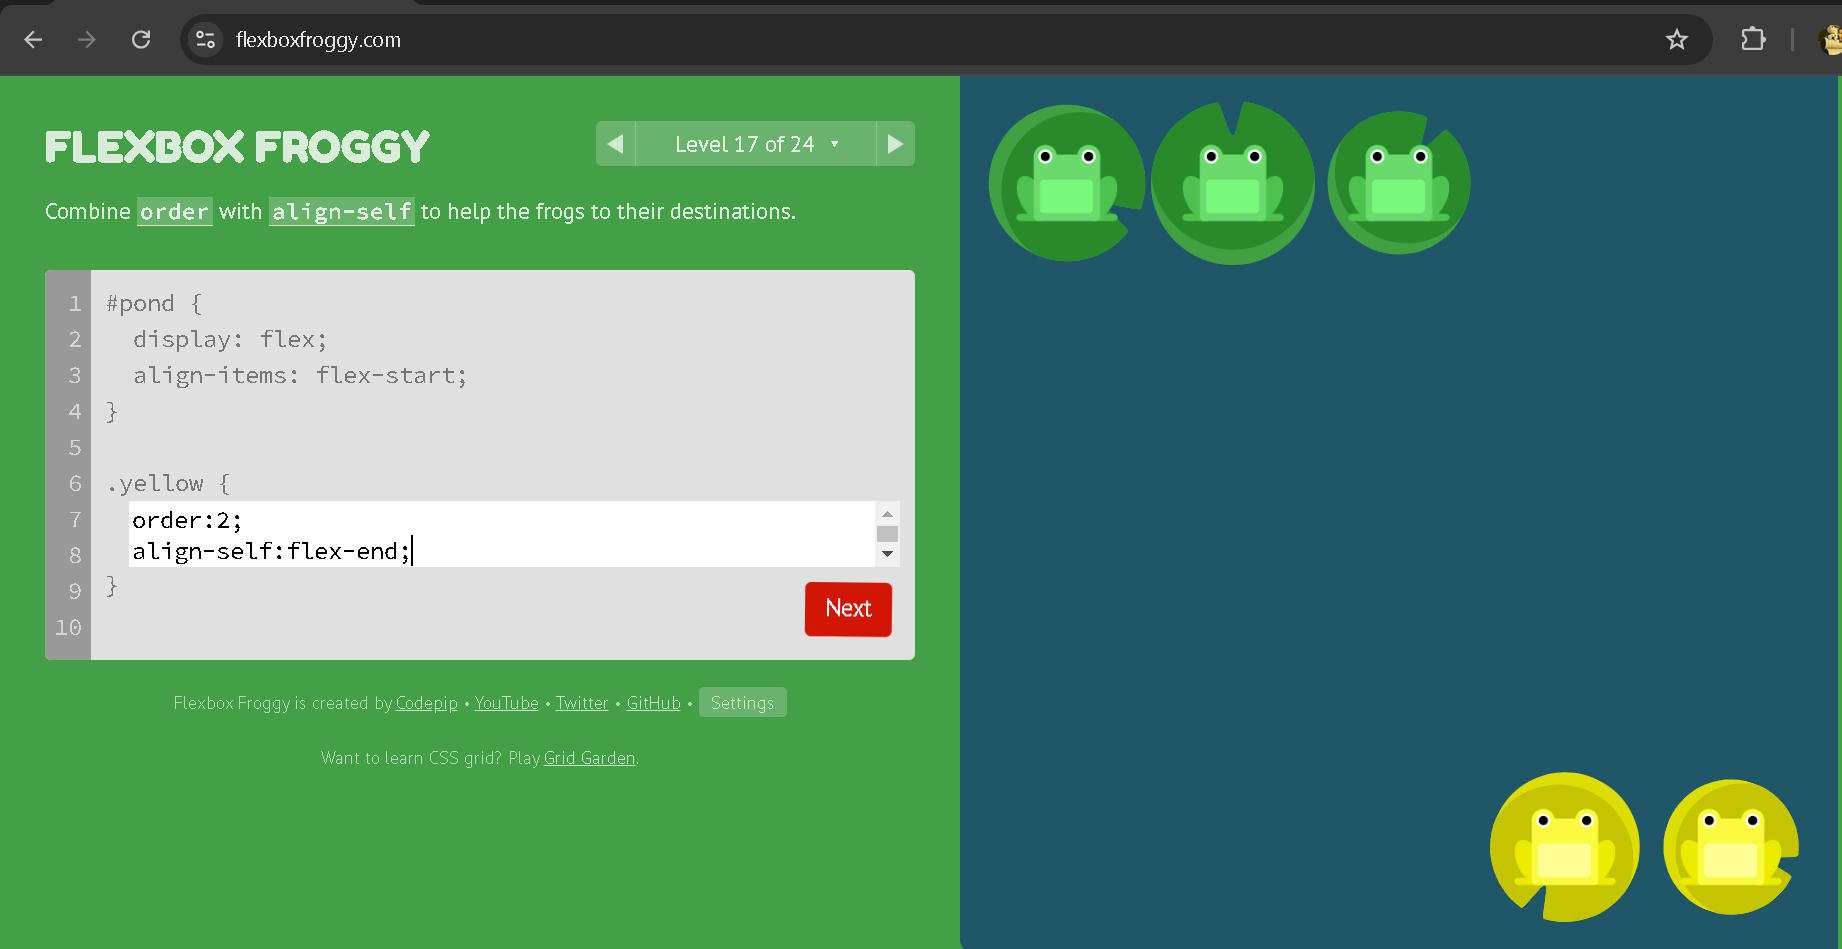 flexboxfroggy.com
FLEXBOX FROGGY
◀ Level 17 of 24 ▾ ▶
Combine order with align-self to help the frogs to their destinations.
1 #pond {
2 display: flex;
3 align-items: flex-start;
4 }
5
6 .yellow {
7 order:2;
8 align-self:flex-end;
9 }
10
Next
Flexbox Froggy is created by Codepip • YouTube • Twitter • GitHub • Settings
Want to learn CSS grid? Play Grid Garden.